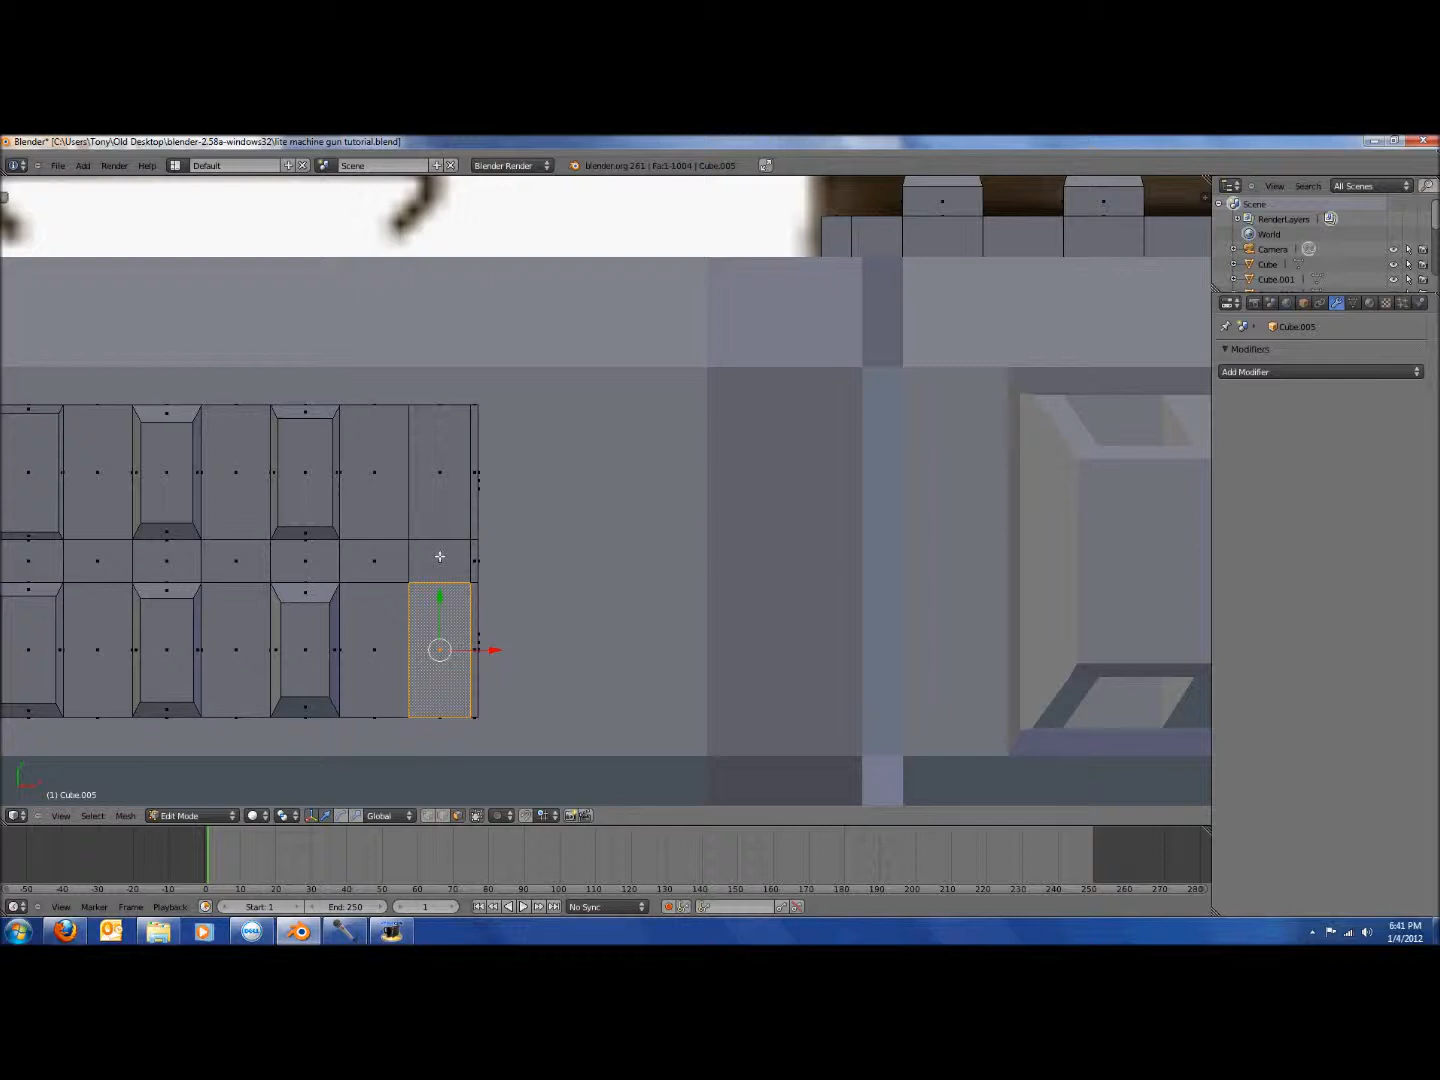 Blender* [C:\Users\Tony\Old Desktop\blender-2.58a-windows32\lite machine gun tutorial.blend]
File Add Render Help Default Scene Blender Render blender.org 261 | Fa:1-1004 | Cube.005
View Search All Scenes
Scene
RenderLayers
World
Camera
Cube
Cube.001
Cube.005
Modifiers
Add Modifier
(1) Cube.005
View Select Mesh Edit Mode Global
-50 -40 -30 -20 -10 0 10 20 30 40 50 60 70 80 90 100 110 120 130 140 150 160 170 180 190 200 210 220 230 240 250 260 270 280
View Marker Frame Playback Start: 1 End: 250 1 No Sync
DELL
6:41 PM
1/4/2012